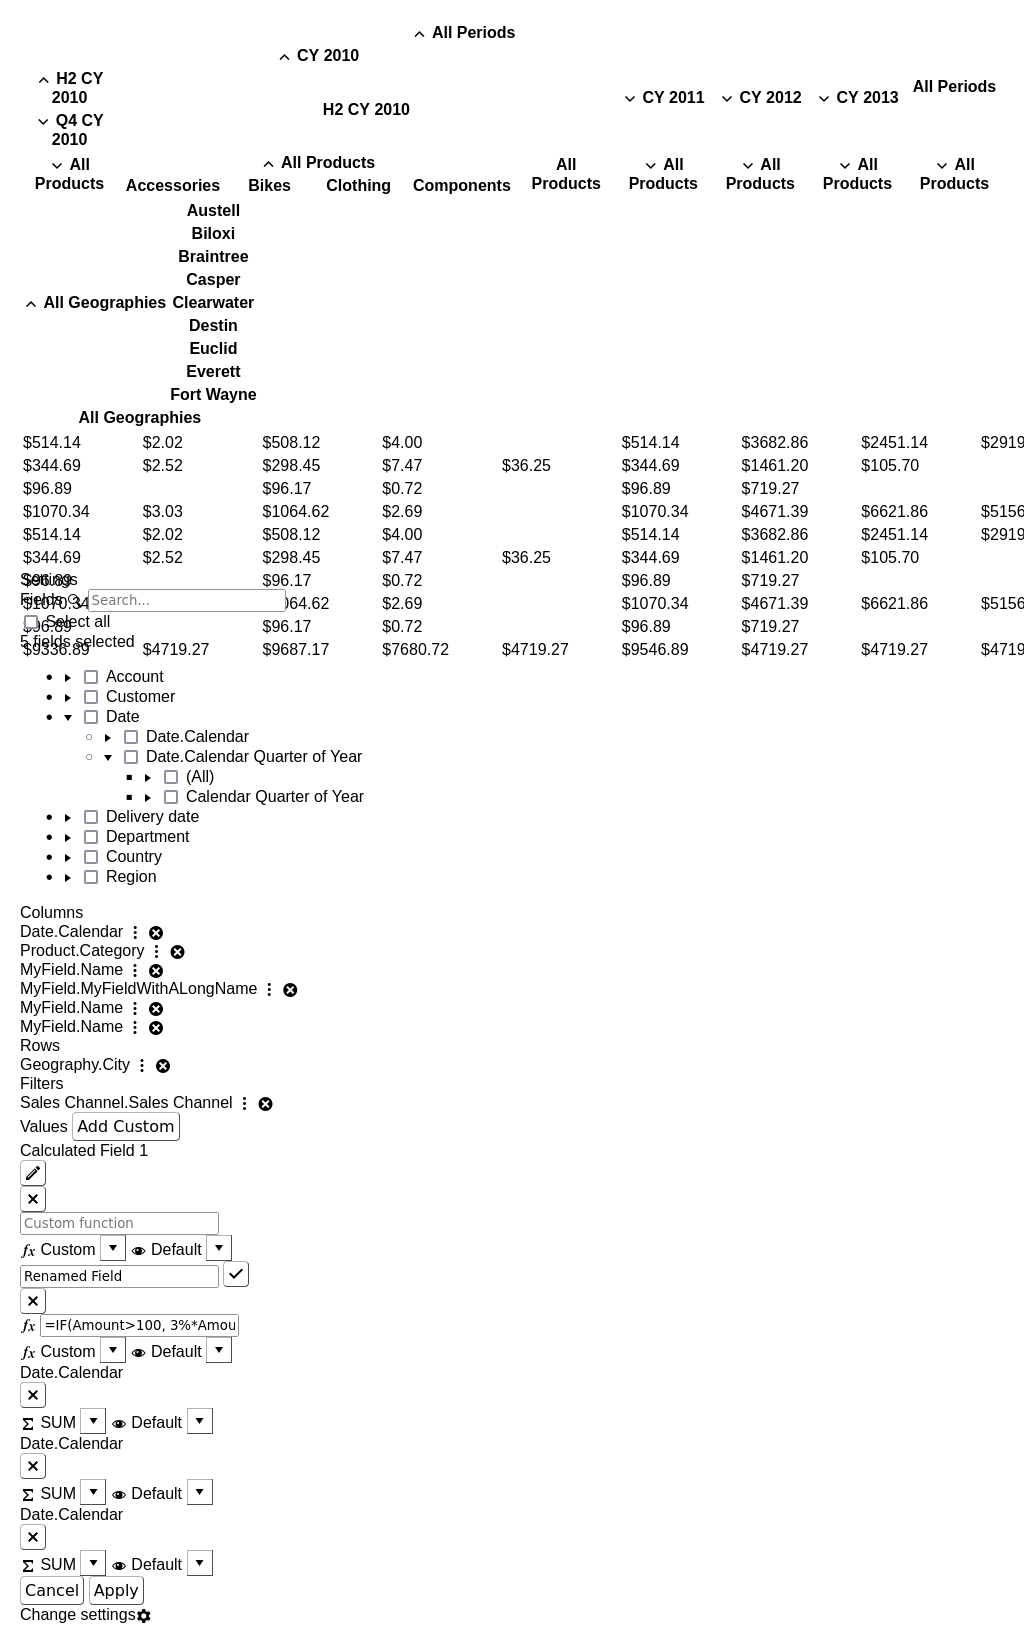 All Periods
CY 2010
H2 CY
2010
H2 CY 2010
CY 2011
CY 2012
CY 2013
All Periods
Q4 CY
2010
All
Products
All Products
Accessories Bikes Clothing Components
All
Products
All
Products
All
Products
All
Products
All
Products
Austell
Biloxi
Braintree
Casper
All Geographies Clearwater
Destin
Euclid
Everett
Fort Wayne
All Geographies
$514.14 $2.02 $508.12 $4.00 $514.14 $3682.86 $2451.14 $2919
$344.69 $2.52 $298.45 $7.47 $36.25 $344.69 $1461.20 $105.70
$96.89 $96.17 $0.72 $96.89 $719.27
$1070.34 $3.03 $1064.62 $2.69 $1070.34 $4671.39 $6621.86 $5156
$514.14 $2.02 $508.12 $4.00 $514.14 $3682.86 $2451.14 $2919
$344.69 $2.52 $298.45 $7.47 $36.25 $344.69 $1461.20 $105.70
Settings
$96.89 $96.17 $0.72 $96.89 $719.27
Fields Search...
$1070.34 064.62 $2.69 $1070.34 $4671.39 $6621.86 $5156
Select all
$96.89 $96.17 $0.72 $96.89 $719.27
5 fields selected
$9336.89 $4719.27 $9687.17 $7680.72 $4719.27 $9546.89 $4719.27 $4719.27 $4719
Account
Customer
Date
Date.Calendar
Date.Calendar Quarter of Year
(All)
Calendar Quarter of Year
Delivery date
Department
Country
Region
Columns
Date.Calendar
Product.Category
MyField.Name
MyField.MyFieldWithALongName
MyField.Name
MyField.Name
Rows
Geography.City
Filters
Sales Channel.Sales Channel
Values Add Custom
Calculated Field 1
Custom function
fx Custom Default
Renamed Field
fx =IF(Amount>100, 3%*Amou
fx Custom Default
Date.Calendar
Σ SUM Default
Date.Calendar
Σ SUM Default
Date.Calendar
Σ SUM Default
Cancel Apply
Change settings